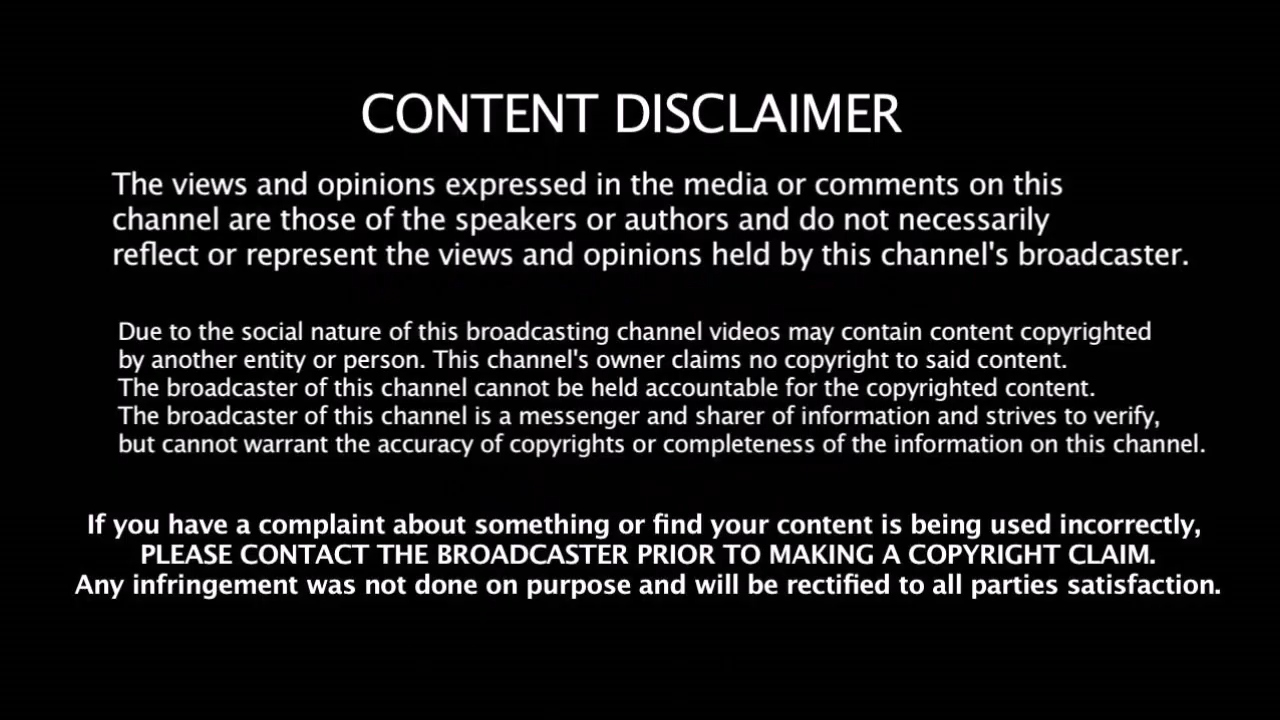 CONTENT DISCLAIMER
The views and opinions expressed in the media or comments on this
channel are those of the speakers or authors and do not necessarily
reflect or represent the views and opinions held by this channel's broadcaster.
Due to the social nature of this broadcasting channel videos may contain content copyrighted
by another entity or person. This channel's owner claims no copyright to said content.
The broadcaster of this channel cannot be held accountable for the copyrighted content.
The broadcaster of this channel is a messenger and sharer of information and strives to verify,
but cannot warrant the accuracy of copyrights or completeness of the information on this channel.
If you have a complaint about something or find your content is being used incorrectly,
PLEASE CONTACT THE BROADCASTER PRIOR TO MAKING A COPYRIGHT CLAIM.
Any infringement was not done on purpose and will be rectified to all parties satisfaction.